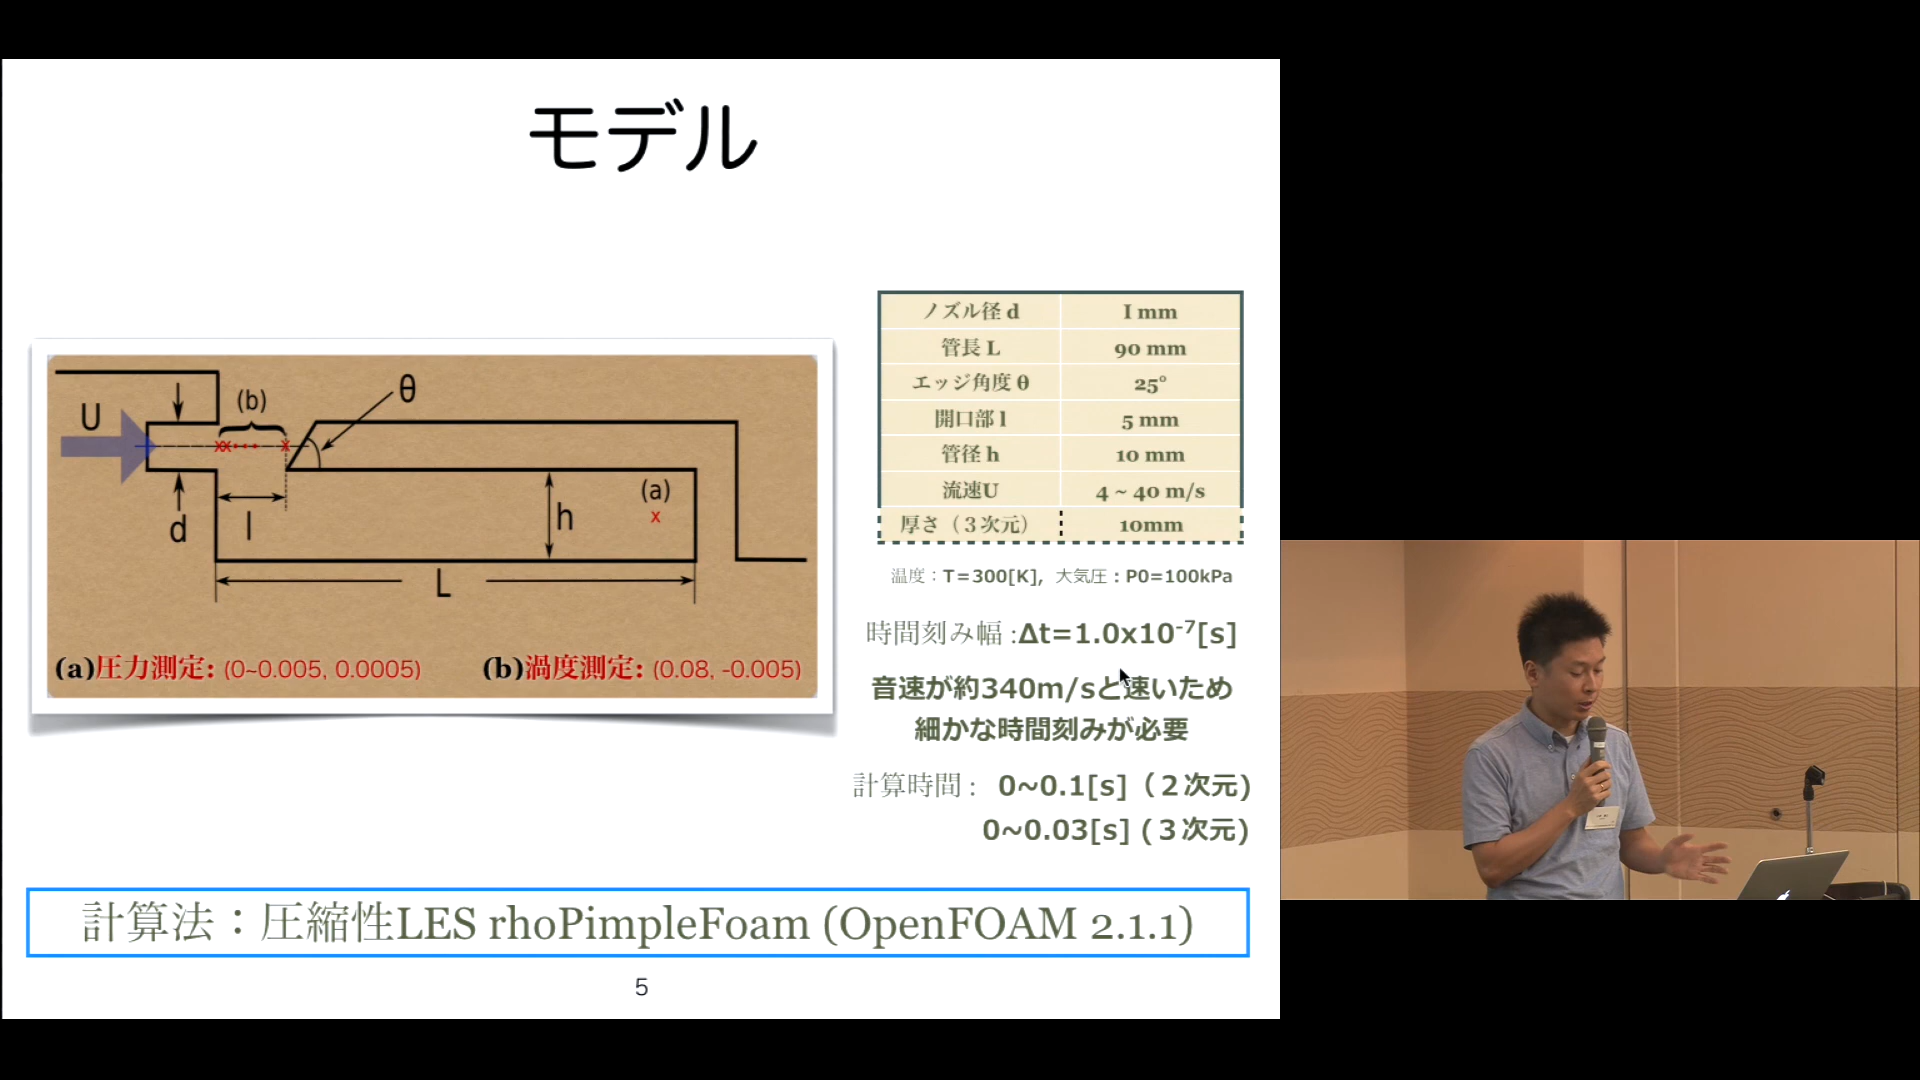 モデル
U
(b)
θ
xx
x
d
l
h
(a)
x
L
(a)圧力測定: (0~0.005, 0.0005)
(b)渦度測定: (0.08, -0.005)
ノズル径 d I mm
管長 L 90 mm
エッジ角度 θ 25°
開口部 l 5 mm
管径 h 10 mm
流速U 4 ~ 40 m/s
厚さ（３次元） 10mm
温度：T=300[K], 大気圧：P0=100kPa
時間刻み幅 :Δt=1.0x10⁻⁷[s]
音速が約340m/sと速いため
細かな時間刻みが必要
計算時間： 0~0.1[s]（２次元)
0~0.03[s] (３次元)
計算法：圧縮性LES rhoPimpleFoam (OpenFOAM 2.1.1)
5